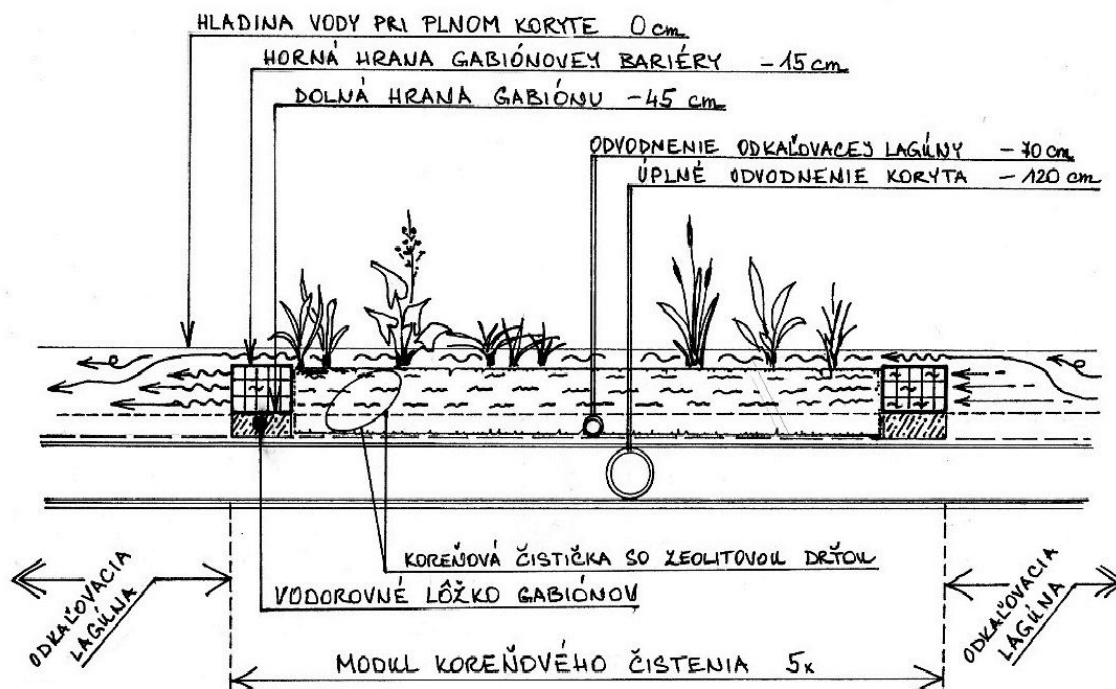 HLADINA VODY PRI PLNOM KORYTE 0 cm
HORNÁ HRANA GABIÓNOVEY BARIÉRY - 15 cm
DOLNÁ HRANA GABIÓNU - 45 cm
ODVODNENIE ODKAĽOVACEJ LAGÚNY - 70 cm
ÚPLNÉ ODVODNENIE KORYTA - 120 cm
KOREŇOVÁ ČISTIČKA SO ZEOLITOVOU DRŤOU
VODOROVNÉ LÔŽKO GABIÓNOV
ODKAĽOVACIA LAGÚNA
ODKAĽOVACIA LAGÚNA
MODUL KOREŇOVÉHO ČISTENIA 5x